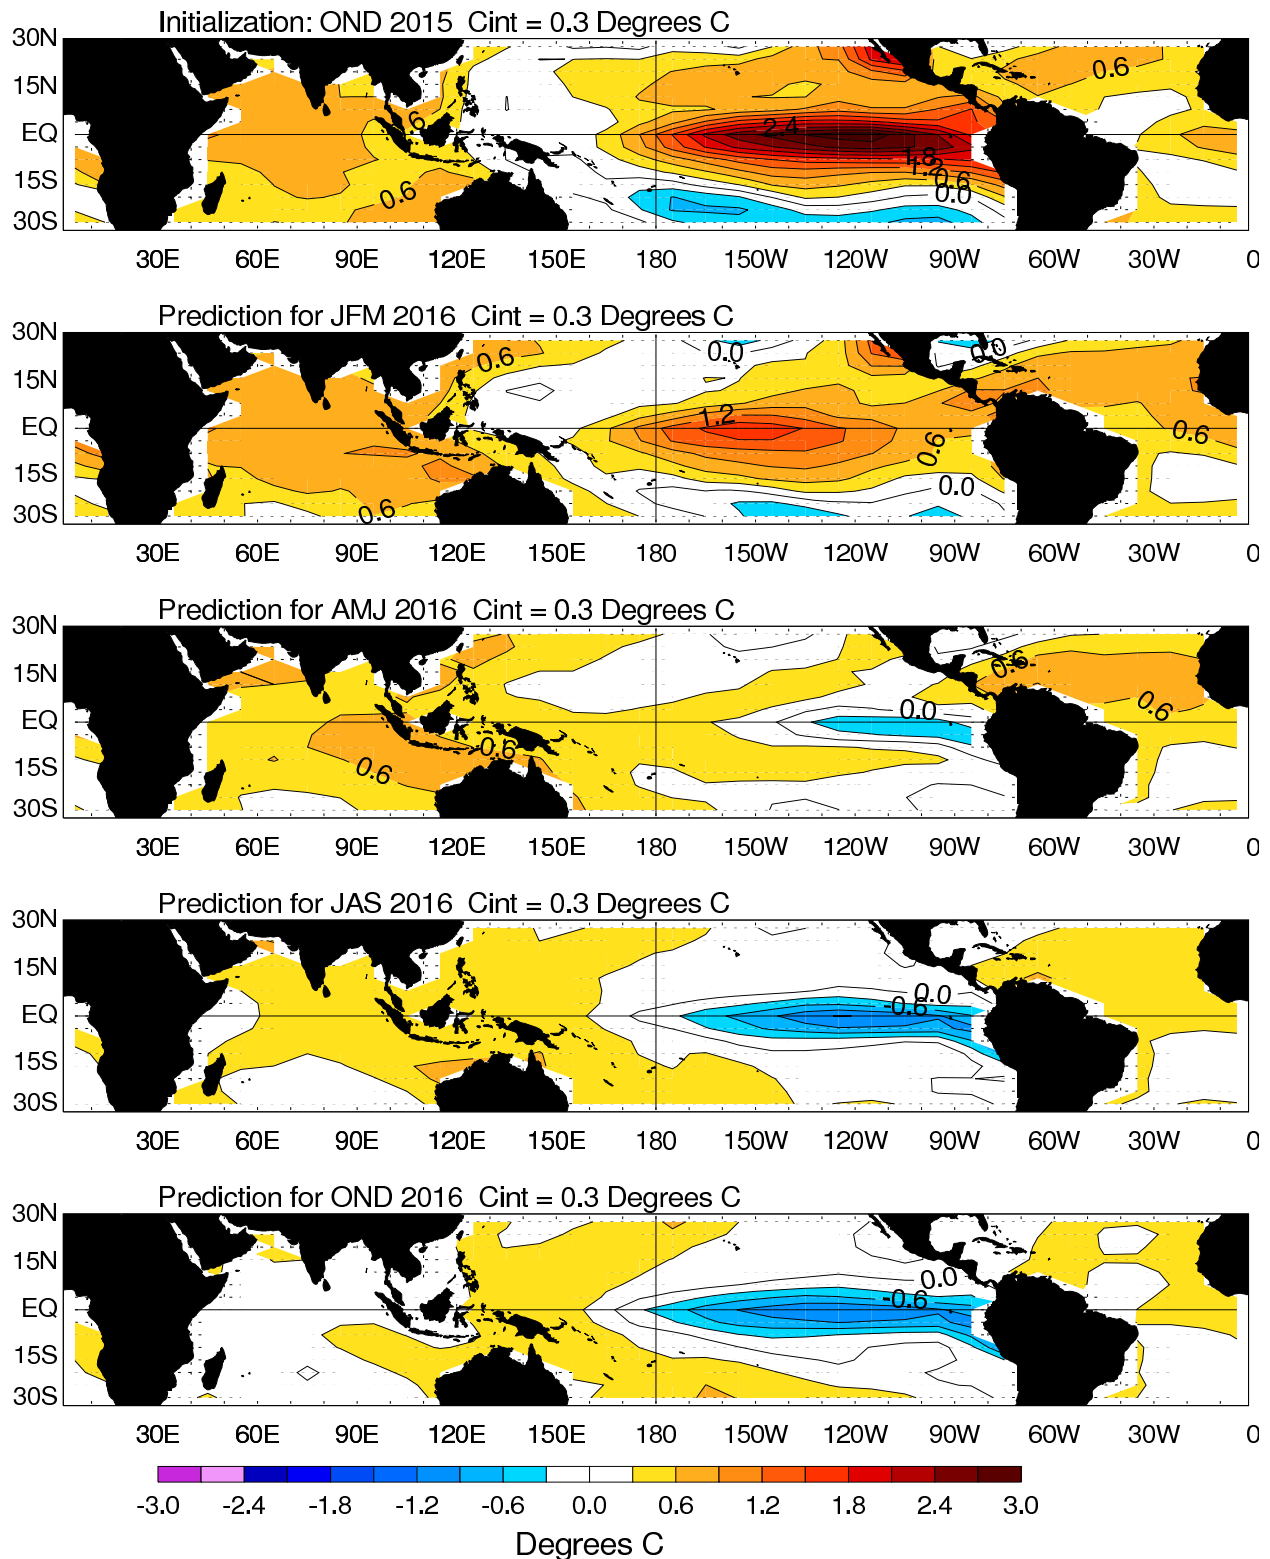 Initialization: OND 2015 Cint = 0.3 Degrees C
30N
15N
EQ
15S
30S
0.6
0.6
2.4
1.8
1.2
0.6
0.0
0.6
30E 60E 90E 120E 150E 180 150W 120W 90W 60W 30W 0
Prediction for JFM 2016 Cint = 0.3 Degrees C
30N
15N
EQ
15S
30S
0.6
0.0
0.0
1.2
0.6
0.6
0.0
0.6
30E 60E 90E 120E 150E 180 150W 120W 90W 60W 30W 0
Prediction for AMJ 2016 Cint = 0.3 Degrees C
30N
15N
EQ
15S
30S
0.6
0.6
0.0
0.6
0.6
30E 60E 90E 120E 150E 180 150W 120W 90W 60W 30W 0
Prediction for JAS 2016 Cint = 0.3 Degrees C
30N
15N
EQ
15S
30S
0.0
-0.6
30E 60E 90E 120E 150E 180 150W 120W 90W 60W 30W 0
Prediction for OND 2016 Cint = 0.3 Degrees C
30N
15N
EQ
15S
30S
0.0
-0.6
30E 60E 90E 120E 150E 180 150W 120W 90W 60W 30W 0
-3.0 -2.4 -1.8 -1.2 -0.6 0.0 0.6 1.2 1.8 2.4 3.0
Degrees C